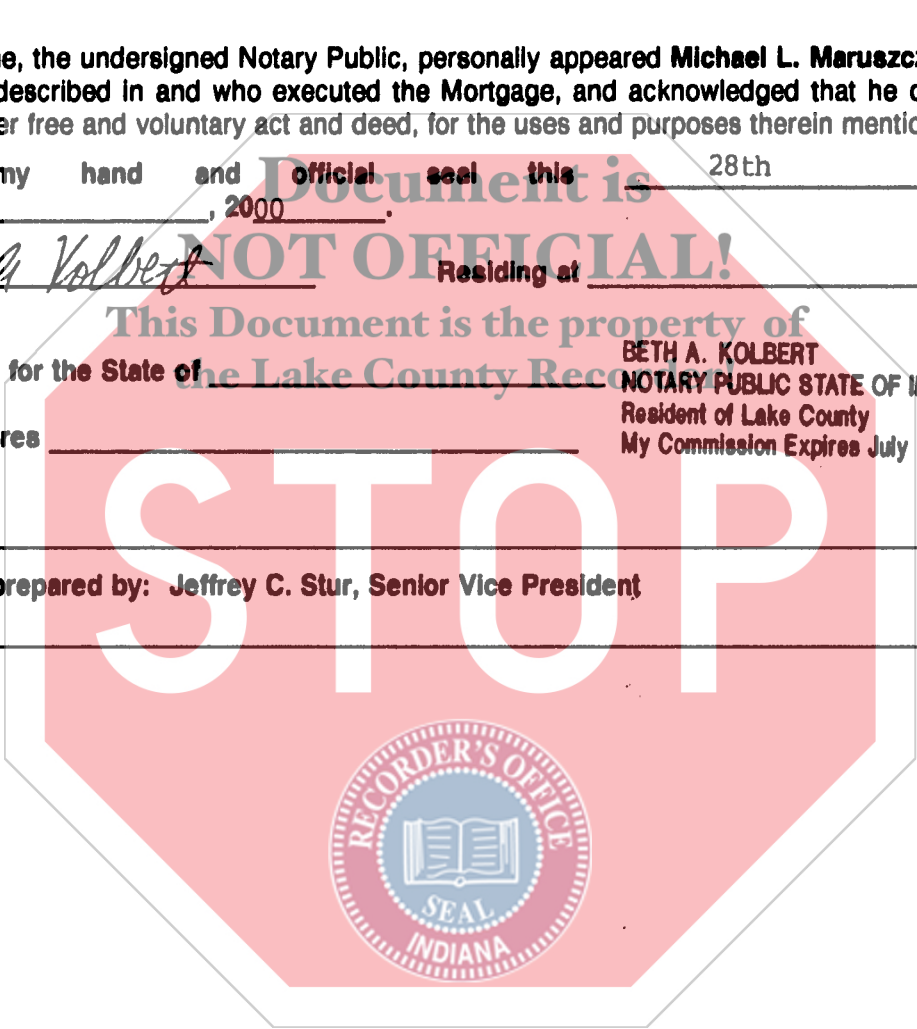 the undersigned Notary Public, personally appeared Michael L.
described in and who executed the Mortgage, and acknowledged that he
free and voluntary act and deed, for the uses and purposes therein
my hand and official seal this 28th
, 2000.
Kolbert Residing at
for the State of
BETH A. KOLBERT
NOTARY PUBLIC STATE OF
Resident of Lake County
My Commission Expires July
prepared by: Jeffrey C. Stur, Senior Vice President
Document is
NOT OFFICIAL!
This Document is the property of
the Lake County Recorder!
STOP
RECORDER'S OFFICE
SEAL
INDIANA